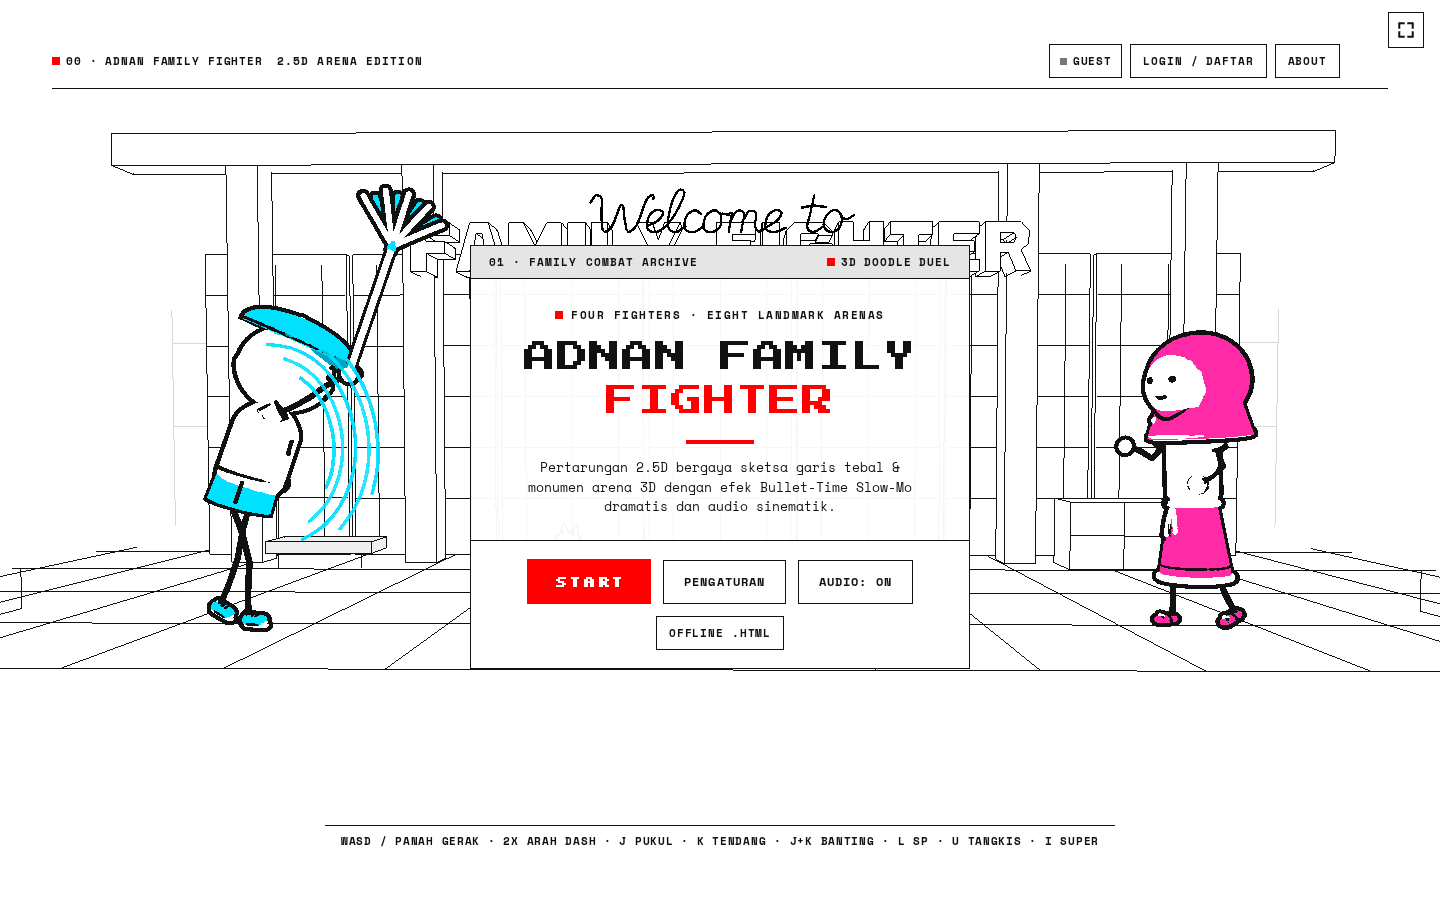 00 · ADNAN FAMILY FIGHTER 2.5D ARENA EDITION
GUEST
LOGIN / DAFTAR
ABOUT
Welcome to
FAMILY FIGHTER
01 · FAMILY COMBAT ARCHIVE
3D DOODLE DUEL
FOUR FIGHTERS · EIGHT LANDMARK ARENAS
ADNAN FAMILY
FIGHTER
Pertarungan 2.5D bergaya sketsa garis tebal &
monumen arena 3D dengan efek Bullet-Time Slow-Mo
dramatis dan audio sinematik.
START
PENGATURAN
AUDIO: ON
OFFLINE .HTML
WASD / PANAH GERAK · 2X ARAH DASH · J PUKUL · K TENDANG · J+K BANTING · L SP · U TANGKIS · I SUPER